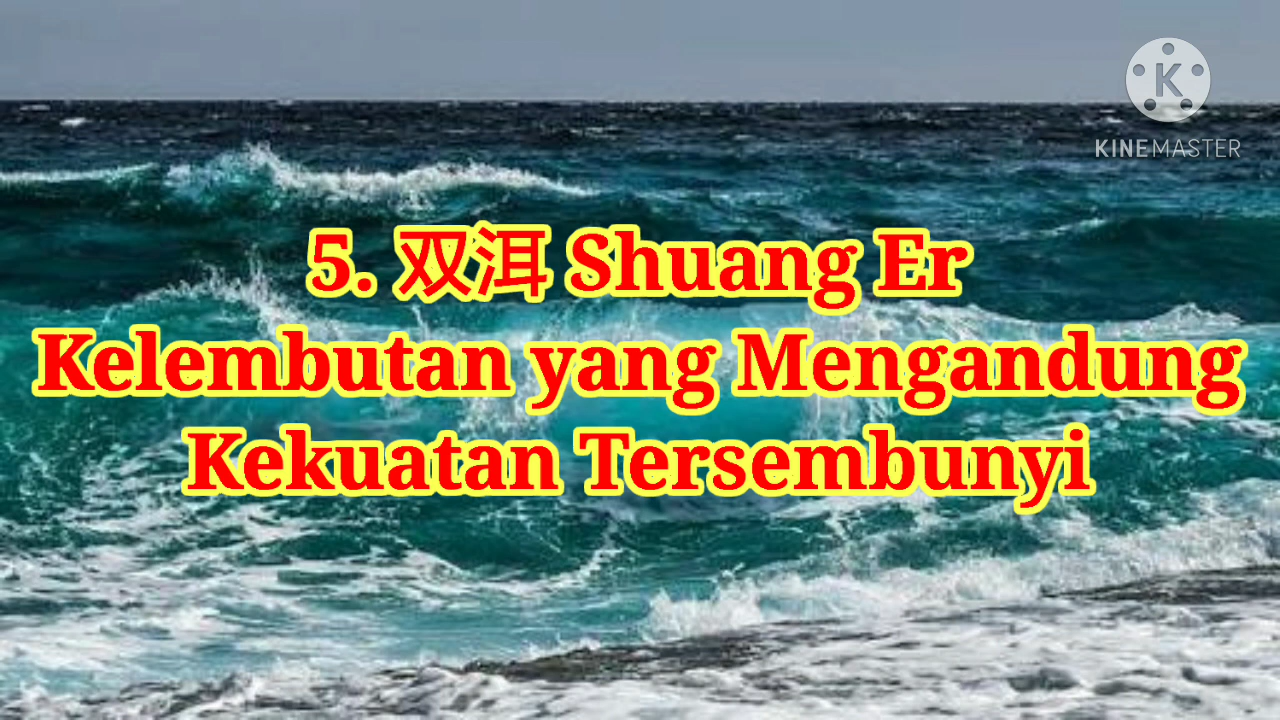 KINEMASTER
5. 双洱 Shuang Er
Kelembutan yang Mengandung
Kekuatan Tersembunyi